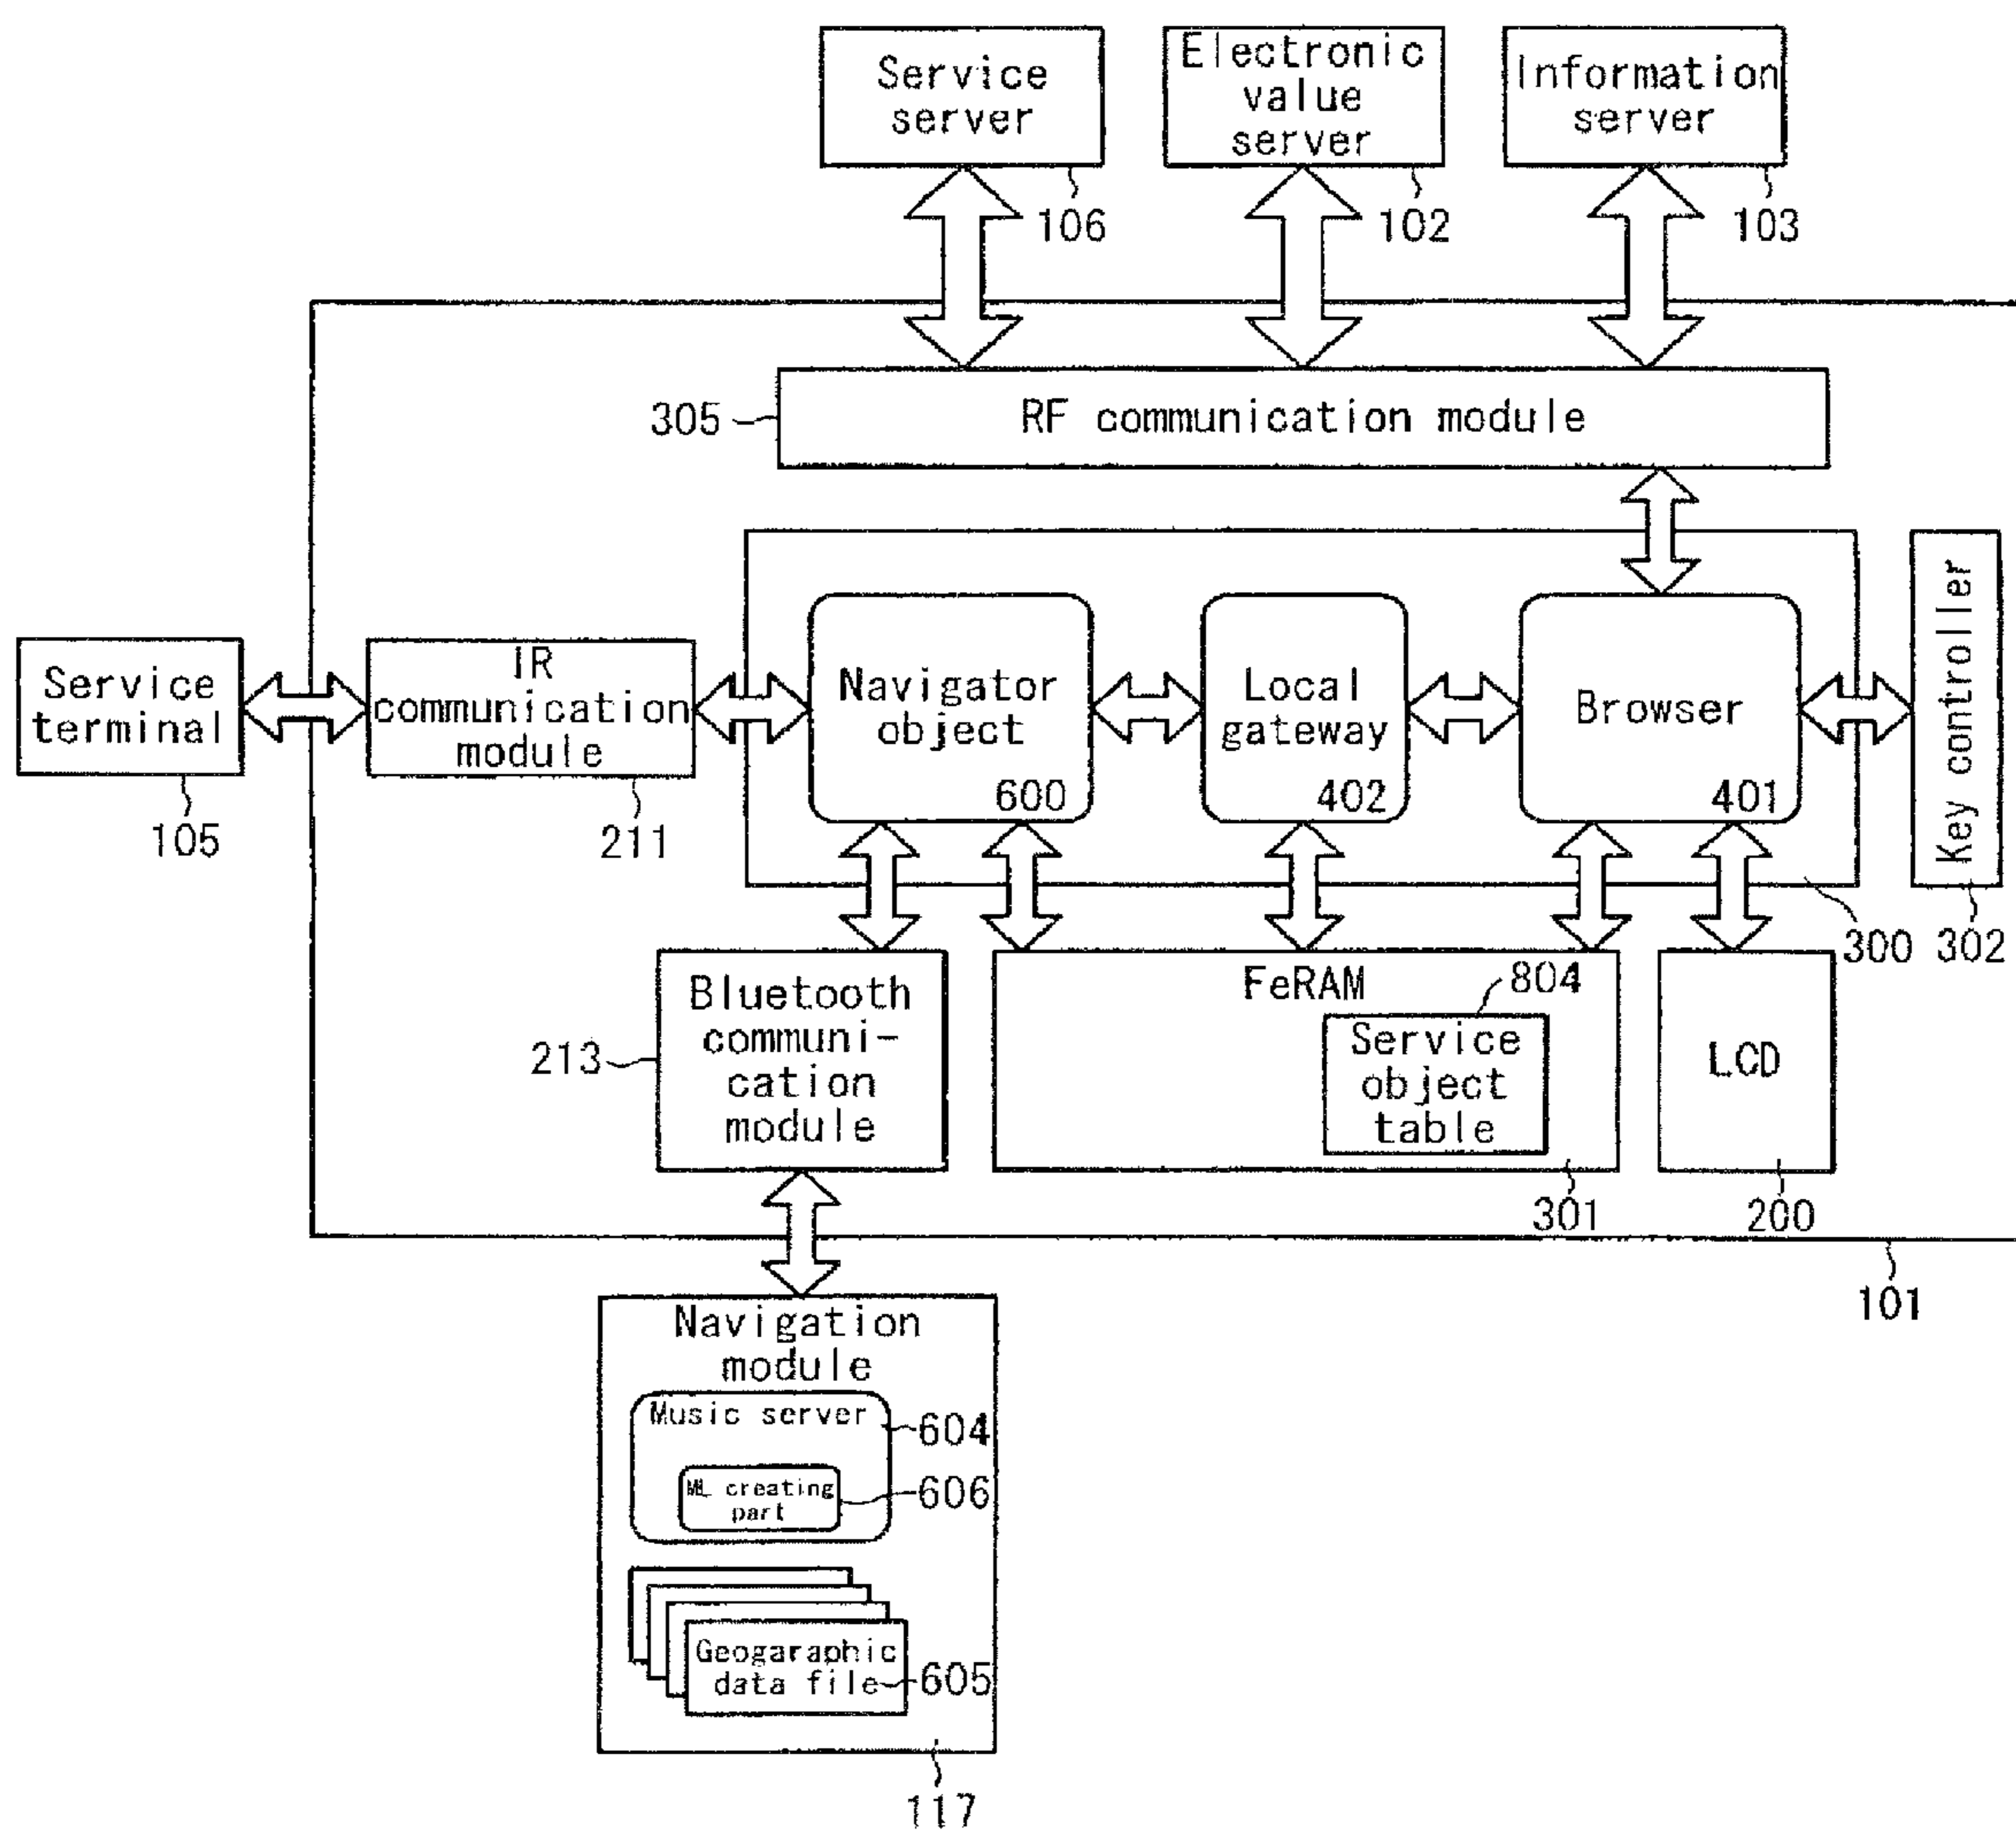 Service
server
106
Electronic
value
server
102
Information
server
103
305
RF communication module
Service
terminal
105
IR
communication
module
211
Navigator
object
600
Local
gateway
402
Browser
401
Key controller
302
300
213
Bluetooth
communi-
cation
module
FeRAM
804
Service
object
table
301
LCD
200
101
Navigation
module
Music server
604
ML creating
part
606
Geogaraphic
data file
605
117